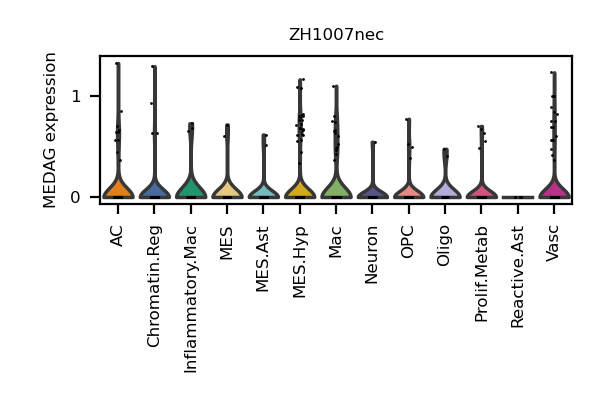 ZH1007nec
MEDAG expression
1
0
AC
Chromatin.Reg
Inflammatory.Mac
MES
MES.Ast
MES.Hyp
Mac
Neuron
OPC
Oligo
Prolif.Metab
Reactive.Ast
Vasc